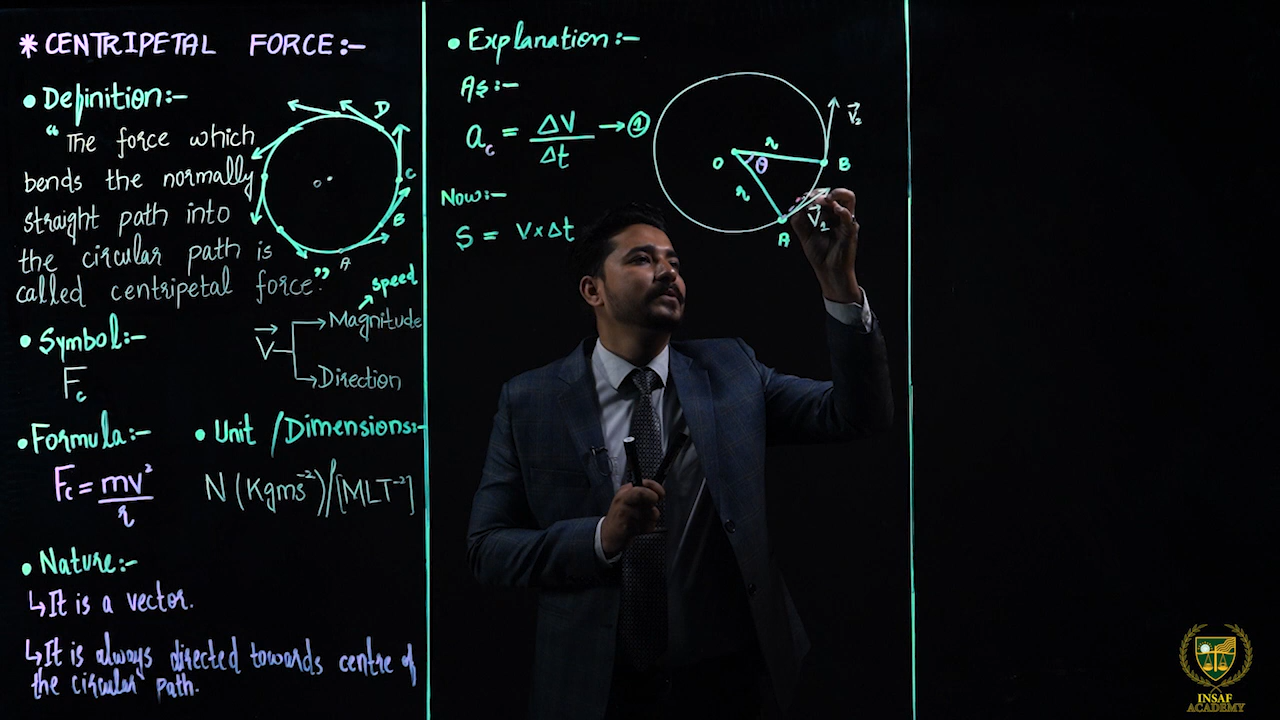 * CENTRIPETAL FORCE:-
• Definition:-
“ The force which
bends the normally
straight path into
the circular path is
called centripetal force.”
D
C
B
A
O
speed
V Magnitude
Direction
• Symbol:-
Fc
• Formula:-
Fc = mv²/r
• Unit / Dimensions:-
N (Kgms⁻²) / [MLT⁻²]
• Nature:-
↳ It is a vector.
↳ It is always directed towards centre of
the circular path.
• Explanation:-
As:-
ac = ΔV/Δt → ①
Now:-
S = V × Δt
V₂
r
O θ B
r
V₁
A
INSAF
ACADEMY